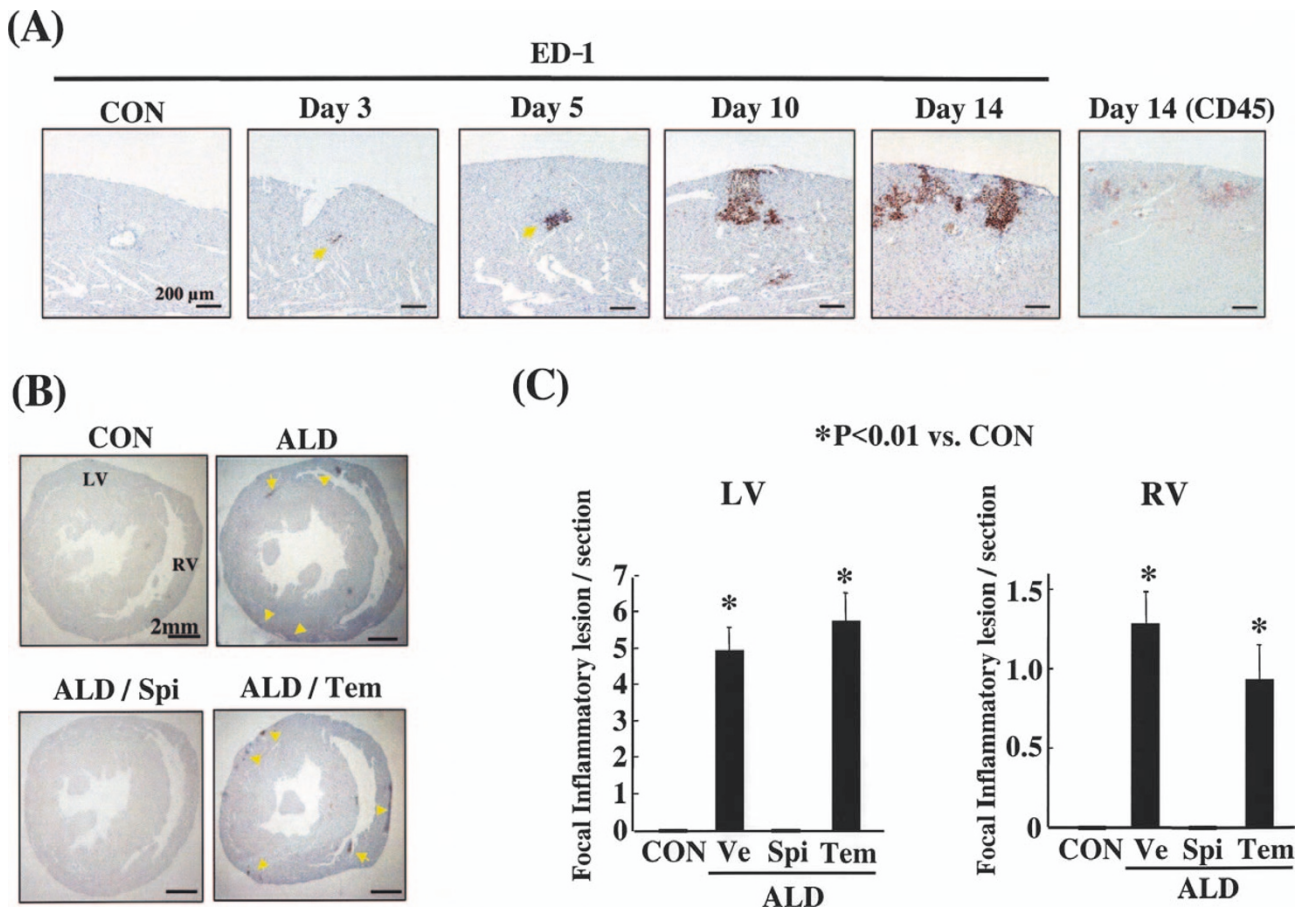 (A)
ED-1
CON
Day 3
Day 5
Day 10
Day 14
Day 14 (CD45)
200 µm
(B)
CON
ALD
LV
RV
2mm
ALD / Spi
ALD / Tem
(C)
*P<0.01 vs. CON
LV
Focal Inflammatory lesion / section
7
6
5
4
3
2
1
0
*
*
CON Ve Spi Tem
ALD
RV
Focal Inflammatory lesion / section
1.5
1.0
0.5
0
*
*
CON Ve Spi Tem
ALD